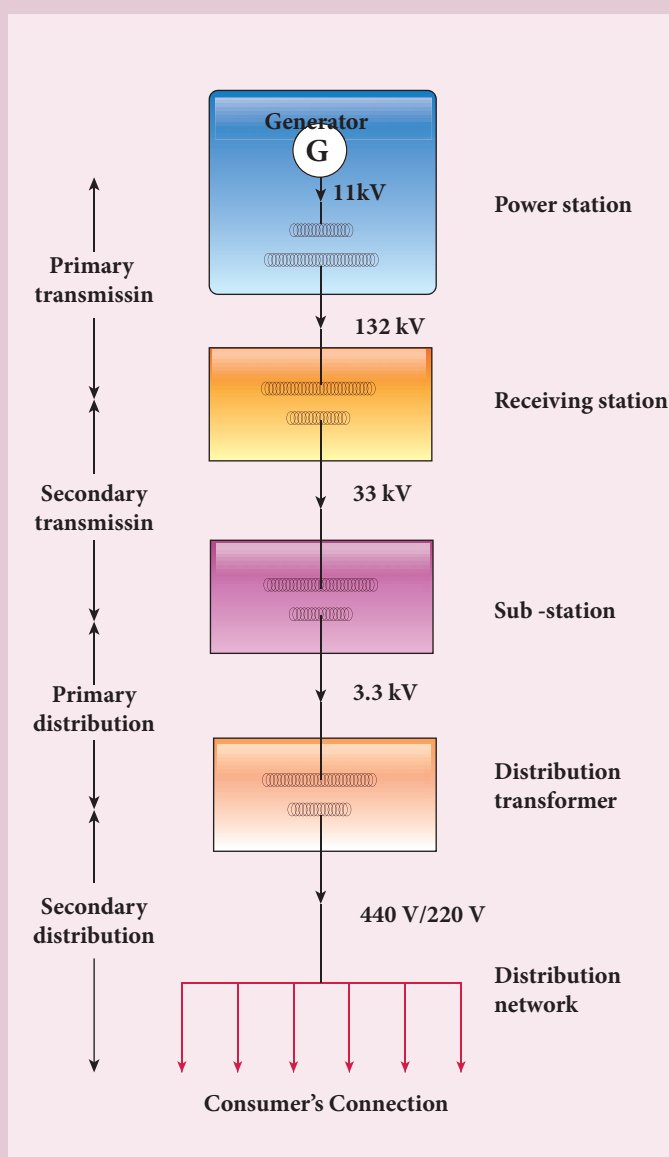 Generator
G
11kV
Power station
Primary
transmissin
132 kV
Receiving station
Secondary
transmissin
33 kV
Sub -station
Primary
distribution
3.3 kV
Distribution
transformer
Secondary
distribution
440 V/220 V
Distribution
network
Consumer's Connection